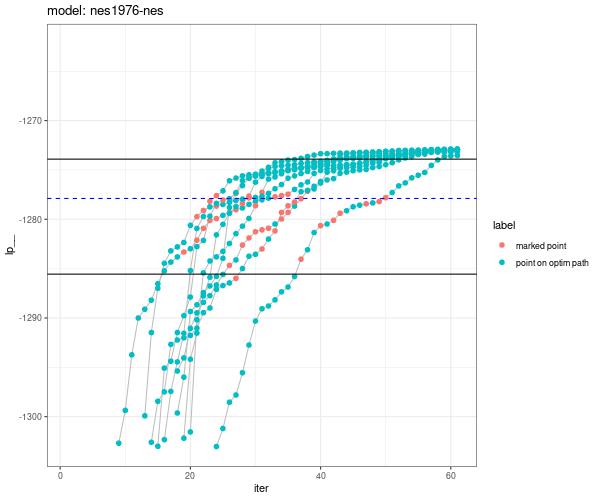 model: nes1976-nes
-1270
-1280
-1290
-1300
lp__
0
20
40
60
iter
label
marked point
point on optim path